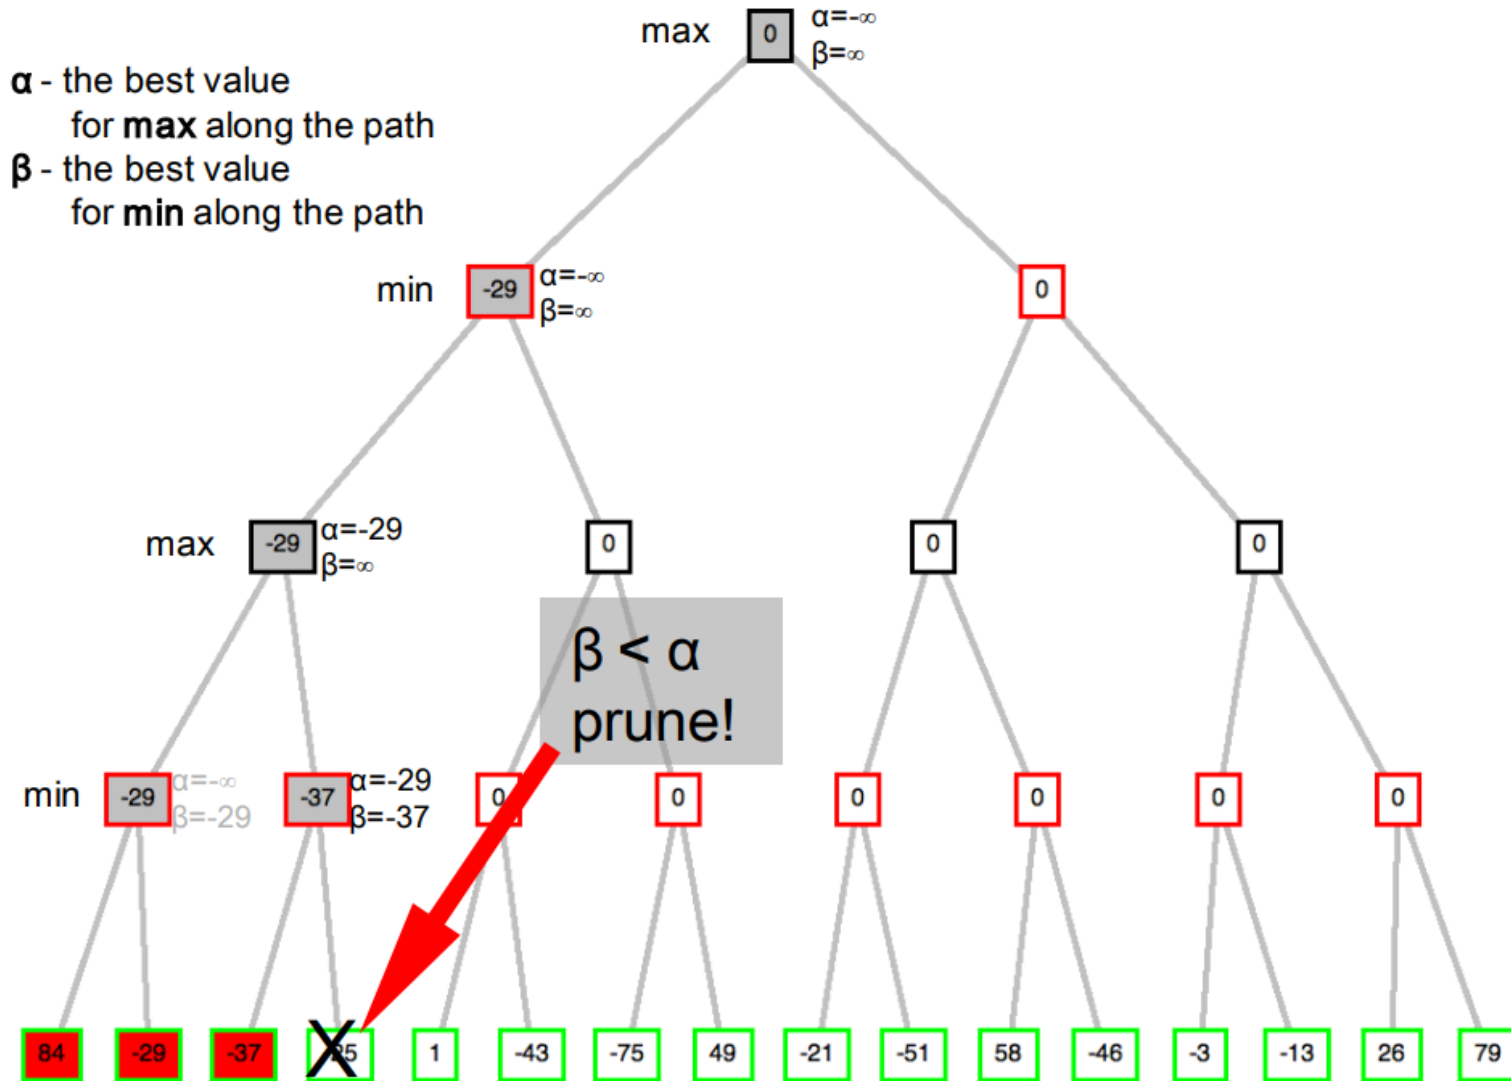 max
0
α=-∞
β=∞
α - the best value
for max along the path
β - the best value
for min along the path
min
-29
α=-∞
β=∞
0
max
-29
α=-29
β=∞
0
0
0
β < α
prune!
min
-29
α=-∞
β=-29
-37
α=-29
β=-37
0
0
0
0
0
0
84
-29
-37
X
1
-43
-75
49
-21
-51
58
-46
-3
-13
26
79